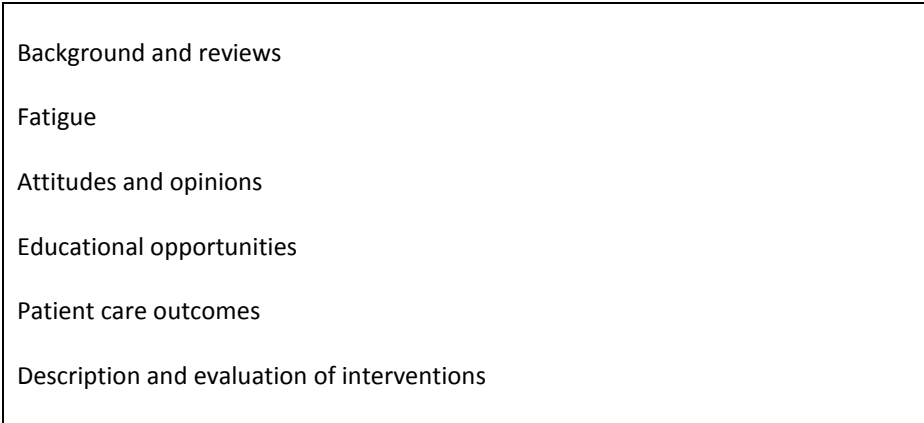 Background and reviews
Fatigue
Attitudes and opinions
Educational opportunities
Patient care outcomes
Description and evaluation of interventions